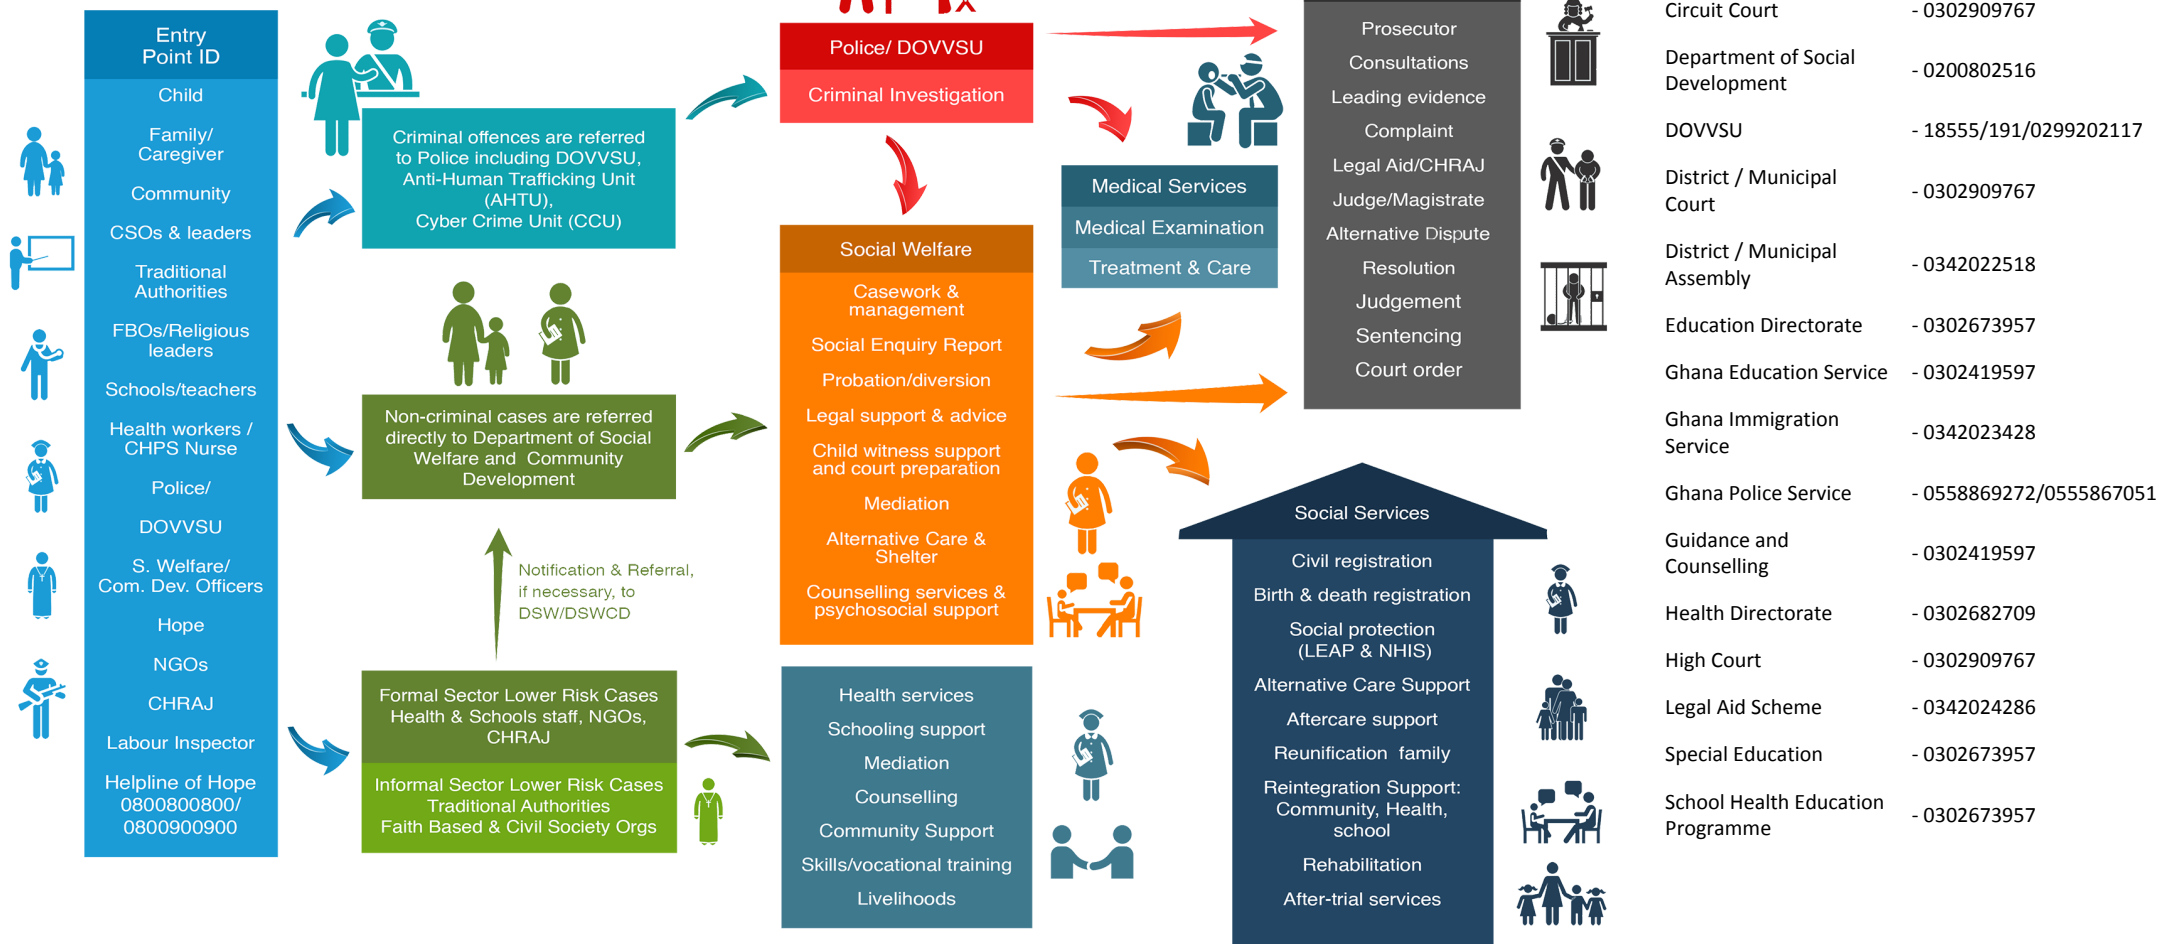 Entry
Point ID
Child
Family/
Caregiver
Community
CSOs & leaders
Traditional
Authorities
FBOs/Religious
leaders
Schools/teachers
Health workers /
CHPS Nurse
Police/
DOVVSU
S. Welfare/
Com. Dev. Officers
Hope
NGOs
CHRAJ
Labour Inspector
Helpline of Hope
0800800800/
0800900900
Criminal offences are referred
to Police including DOVVSU,
Anti-Human Trafficking Unit
(AHTU),
Cyber Crime Unit (CCU)
Non-criminal cases are referred
directly to Department of Social
Welfare and Community
Development
Notification & Referral,
if necessary, to
DSW/DSWCD
Formal Sector Lower Risk Cases
Health & Schools staff, NGOs,
CHRAJ
Informal Sector Lower Risk Cases
Traditional Authorities
Faith Based & Civil Society Orgs
Police/ DOVVSU
Criminal Investigation
Social Welfare
Casework &
management
Social Enquiry Report
Probation/diversion
Legal support & advice
Child witness support
and court preparation
Mediation
Alternative Care &
Shelter
Counselling services &
psychosocial support
Health services
Schooling support
Mediation
Counselling
Community Support
Skills/vocational training
Livelihoods
Medical Services
Medical Examination
Treatment & Care
Prosecutor
Consultations
Leading evidence
Complaint
Legal Aid/CHRAJ
Judge/Magistrate
Alternative Dispute
Resolution
Judgement
Sentencing
Court order
Social Services
Civil registration
Birth & death registration
Social protection
(LEAP & NHIS)
Alternative Care Support
Aftercare support
Reunification family
Reintegration Support:
Community, Health,
school
Rehabilitation
After-trial services
Circuit Court - 0302909767
Department of Social
Development - 0200802516
DOVVSU - 18555/191/0299202117
District / Municipal
Court - 0302909767
District / Municipal
Assembly - 0342022518
Education Directorate - 0302673957
Ghana Education Service - 0302419597
Ghana Immigration
Service - 0342023428
Ghana Police Service - 0558869272/0555867051
Guidance and
Counselling - 0302419597
Health Directorate - 0302682709
High Court - 0302909767
Legal Aid Scheme - 0342024286
Special Education - 0302673957
School Health Education
Programme - 0302673957